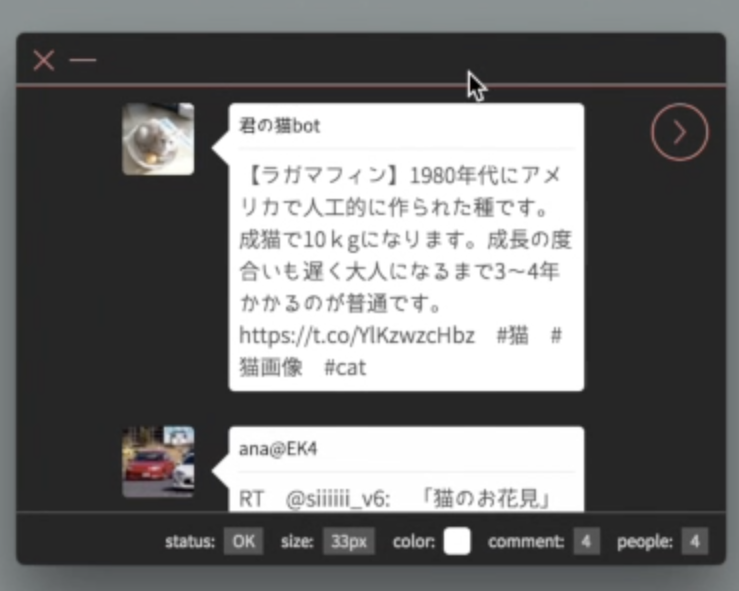 君の猫bot
【ラガマフィン】1980年代にアメ
リカで人工的に作られた種です。
成猫で10ｋgになります。成長の度
合いも遅く大人になるまで3〜4年
かかるのが普通です。
https://t.co/YlKzwzcHbz　#猫　#
猫画像　#cat
ana@EK4
RT　@siiiiiii_v6:　「猫のお花見」
status: OK size: 33px color: comment: 4 people: 4